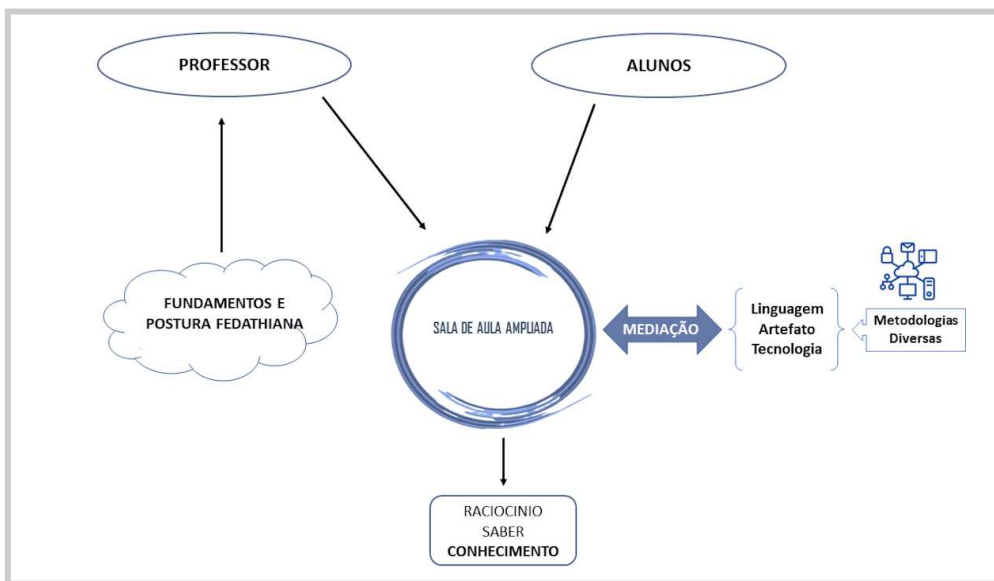 PROFESSOR
ALUNOS
FUNDAMENTOS E
POSTURA FEDATHIANA
SALA DE AULA AMPLIADA
MEDIAÇÃO
Linguagem
Artefato
Tecnologia
Metodologias
Diversas
RACIOCINIO
SABER
CONHECIMENTO